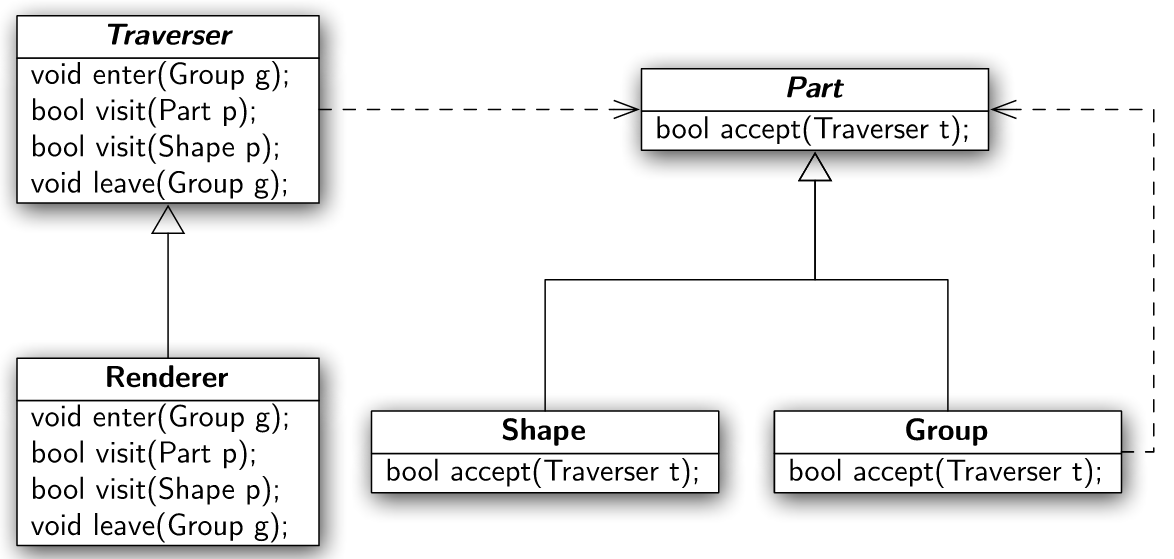 Traverser
void enter(Group g);
bool visit(Part p);
bool visit(Shape p);
void leave(Group g);
Part
bool accept(Traverser t);
Renderer
void enter(Group g);
bool visit(Part p);
bool visit(Shape p);
void leave(Group g);
Shape
bool accept(Traverser t);
Group
bool accept(Traverser t);